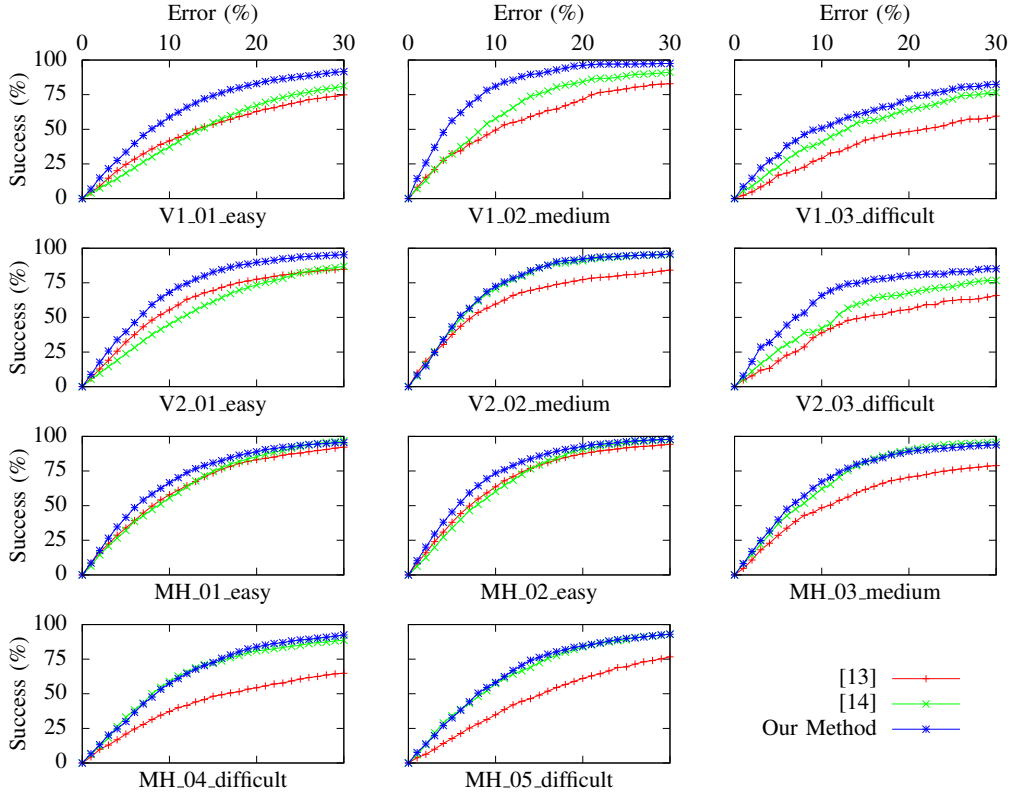 Error (%) Error (%) Error (%)
0 10 20 30 0 10 20 30 0 10 20 30
100
75
50
25
0
Success (%)
V1_01_easy V1_02_medium V1_03_difficult
100
75
50
25
0
Success (%)
V2_01_easy V2_02_medium V2_03_difficult
100
75
50
25
0
Success (%)
MH_01_easy MH_02_easy MH_03_medium
100
75
50
25
0
Success (%)
MH_04_difficult MH_05_difficult
[13]
[14]
Our Method